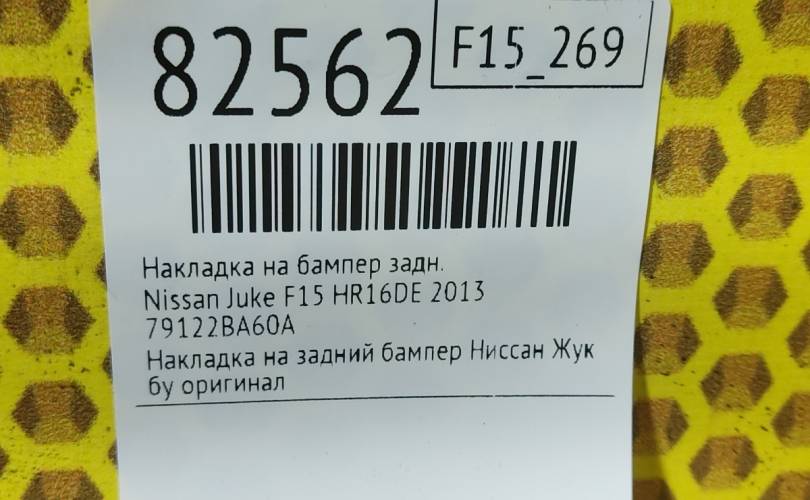 82562
F15_269
Накладка на бампер задн.
Nissan Juke F15 HR16DE 2013
79122BA60A
Накладка на задний бампер Ниссан Жук
бу оригинал